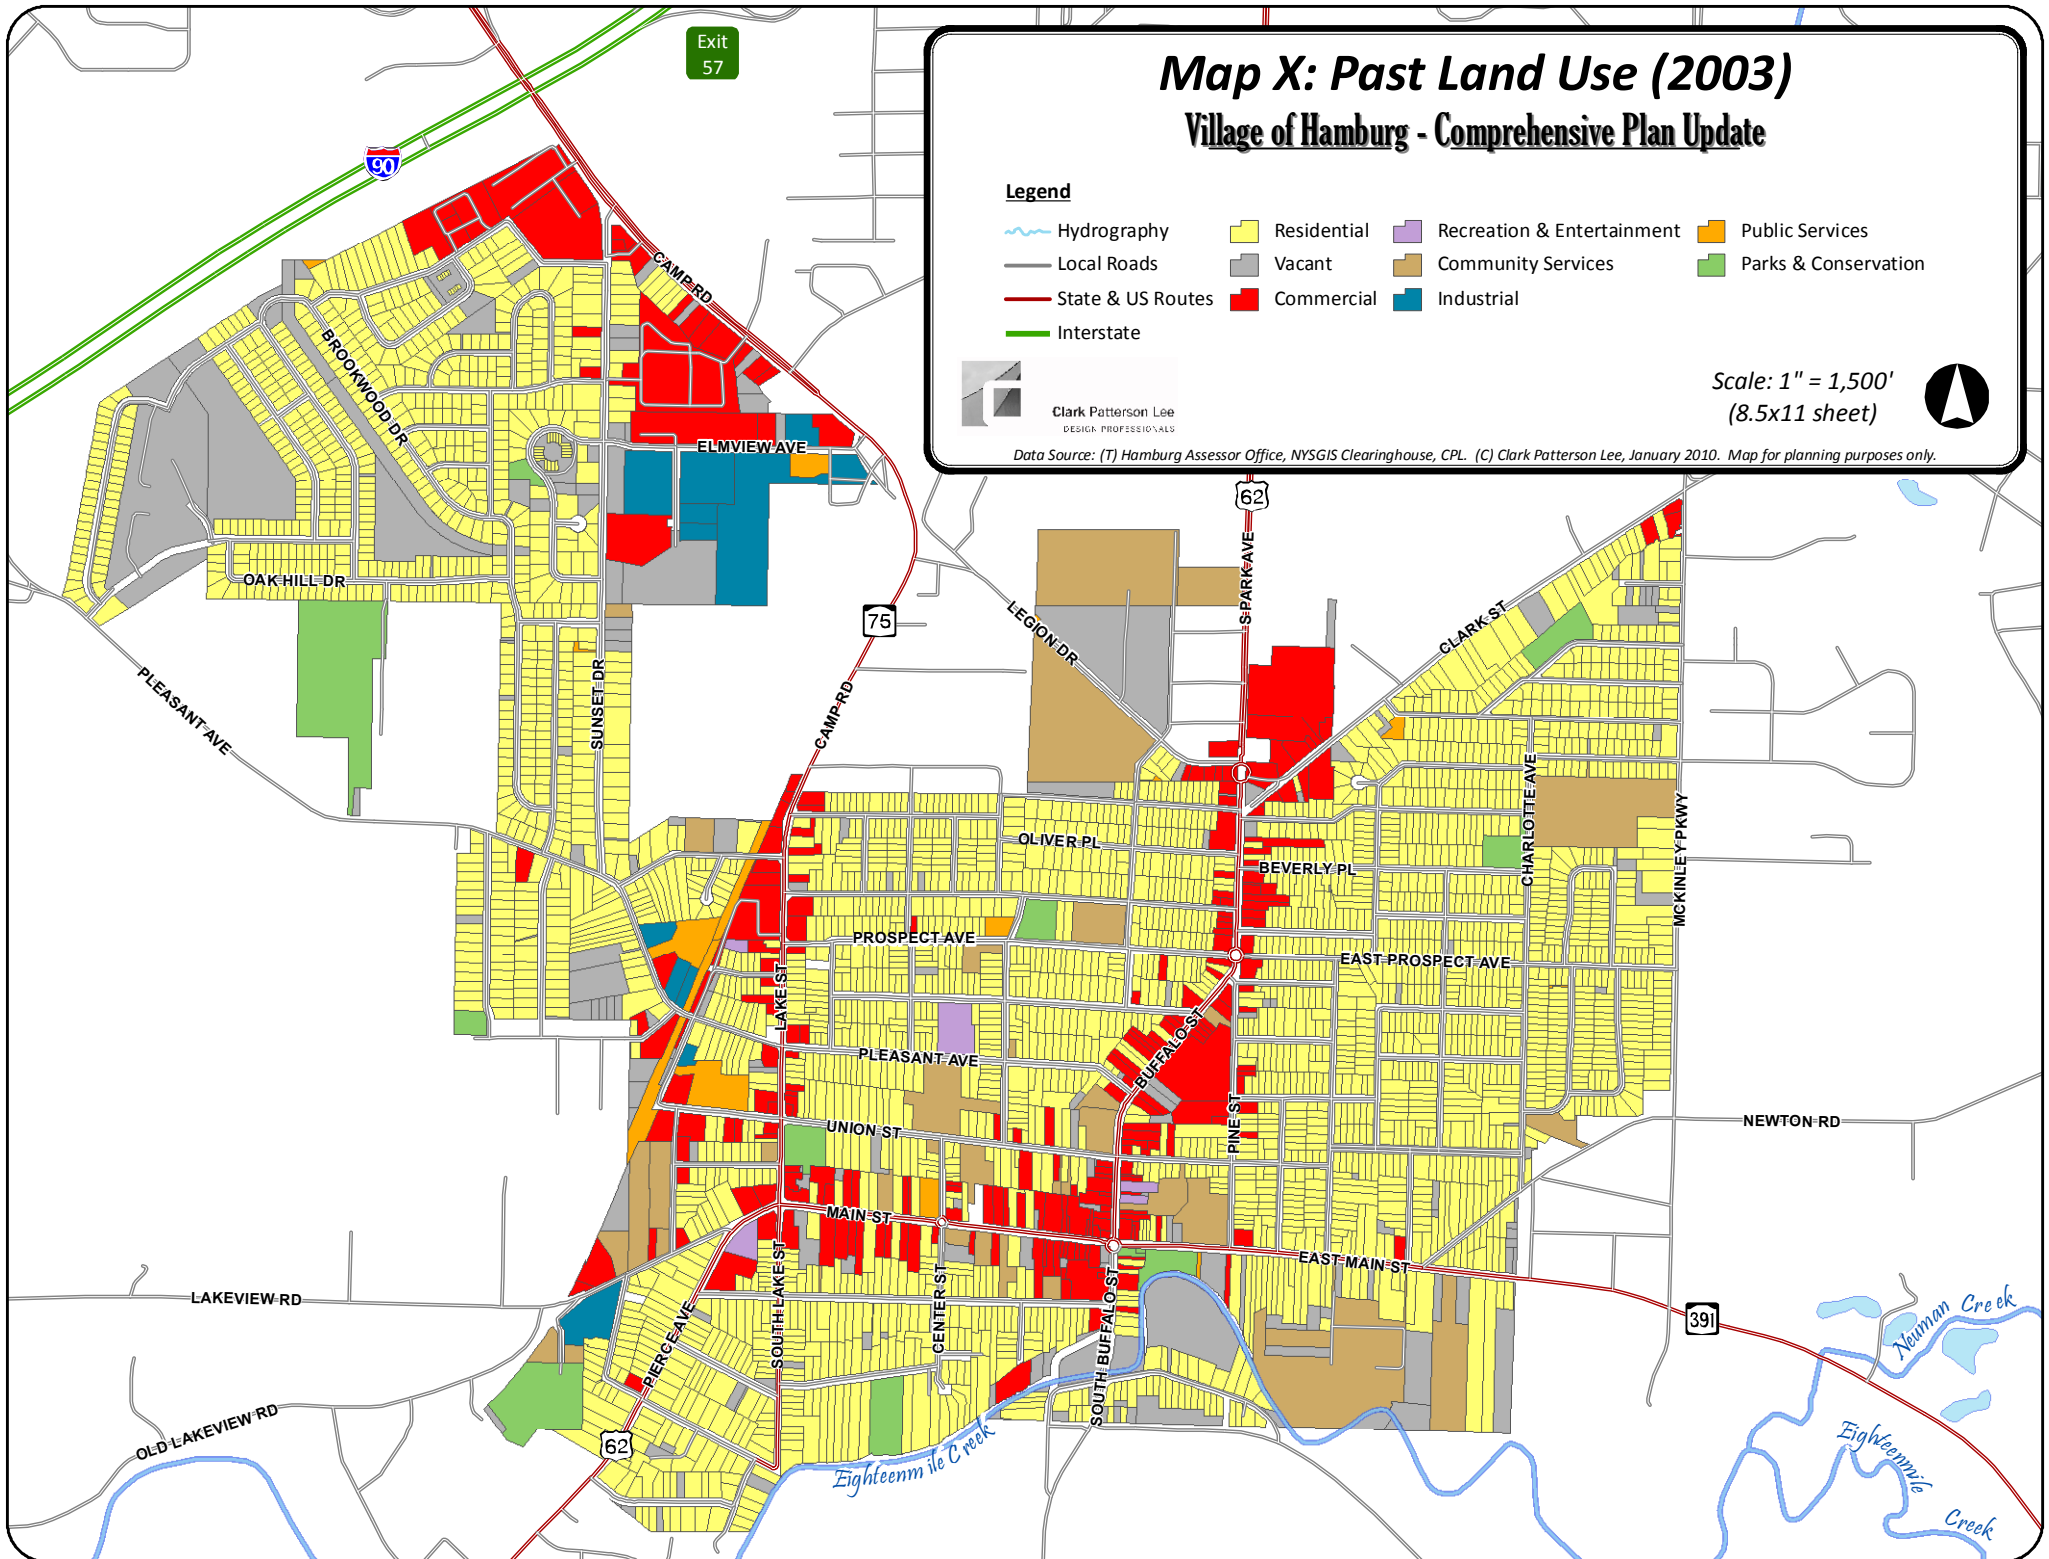 Exit
57
Map X: Past Land Use (2003)
Village of Hamburg - Comprehensive Plan Update
Legend
Hydrography
Local Roads
State & US Routes
Interstate
Residential
Vacant
Commercial
Recreation & Entertainment
Community Services
Industrial
Public Services
Parks & Conservation
Clark Patterson Lee
DESIGN PROFESSIONALS
Scale: 1" = 1,500'
(8.5x11 sheet)
Data Source: (T) Hamburg Assessor Office, NYSGIS Clearinghouse, CPL. (C) Clark Patterson Lee, January 2010. Map for planning purposes only.
90
CAMP RD
BROOKWOOD DR
ELMVIEW AVE
62
S PARK AVE
OAK HILL DR
75
LEGION DR
CLARK ST
PLEASANT AVE
SUNSET DR
CAMP RD
CHARLOTTE AVE
MCKINLEY PKWY
OLIVER PL
BEVERLY PL
PROSPECT AVE
EAST PROSPECT AVE
LAKE ST
BUFFALO ST
PLEASANT AVE
PINE ST
UNION ST
NEWTON RD
MAIN ST
EAST MAIN ST
LAKEVIEW RD
SOUTH LAKE ST
CENTER ST
SOUTH BUFFALO ST
PIERCE AVE
391
Neuman Creek
OLD LAKEVIEW RD
62
Eighteenmile Creek
Eighteenmile
Creek